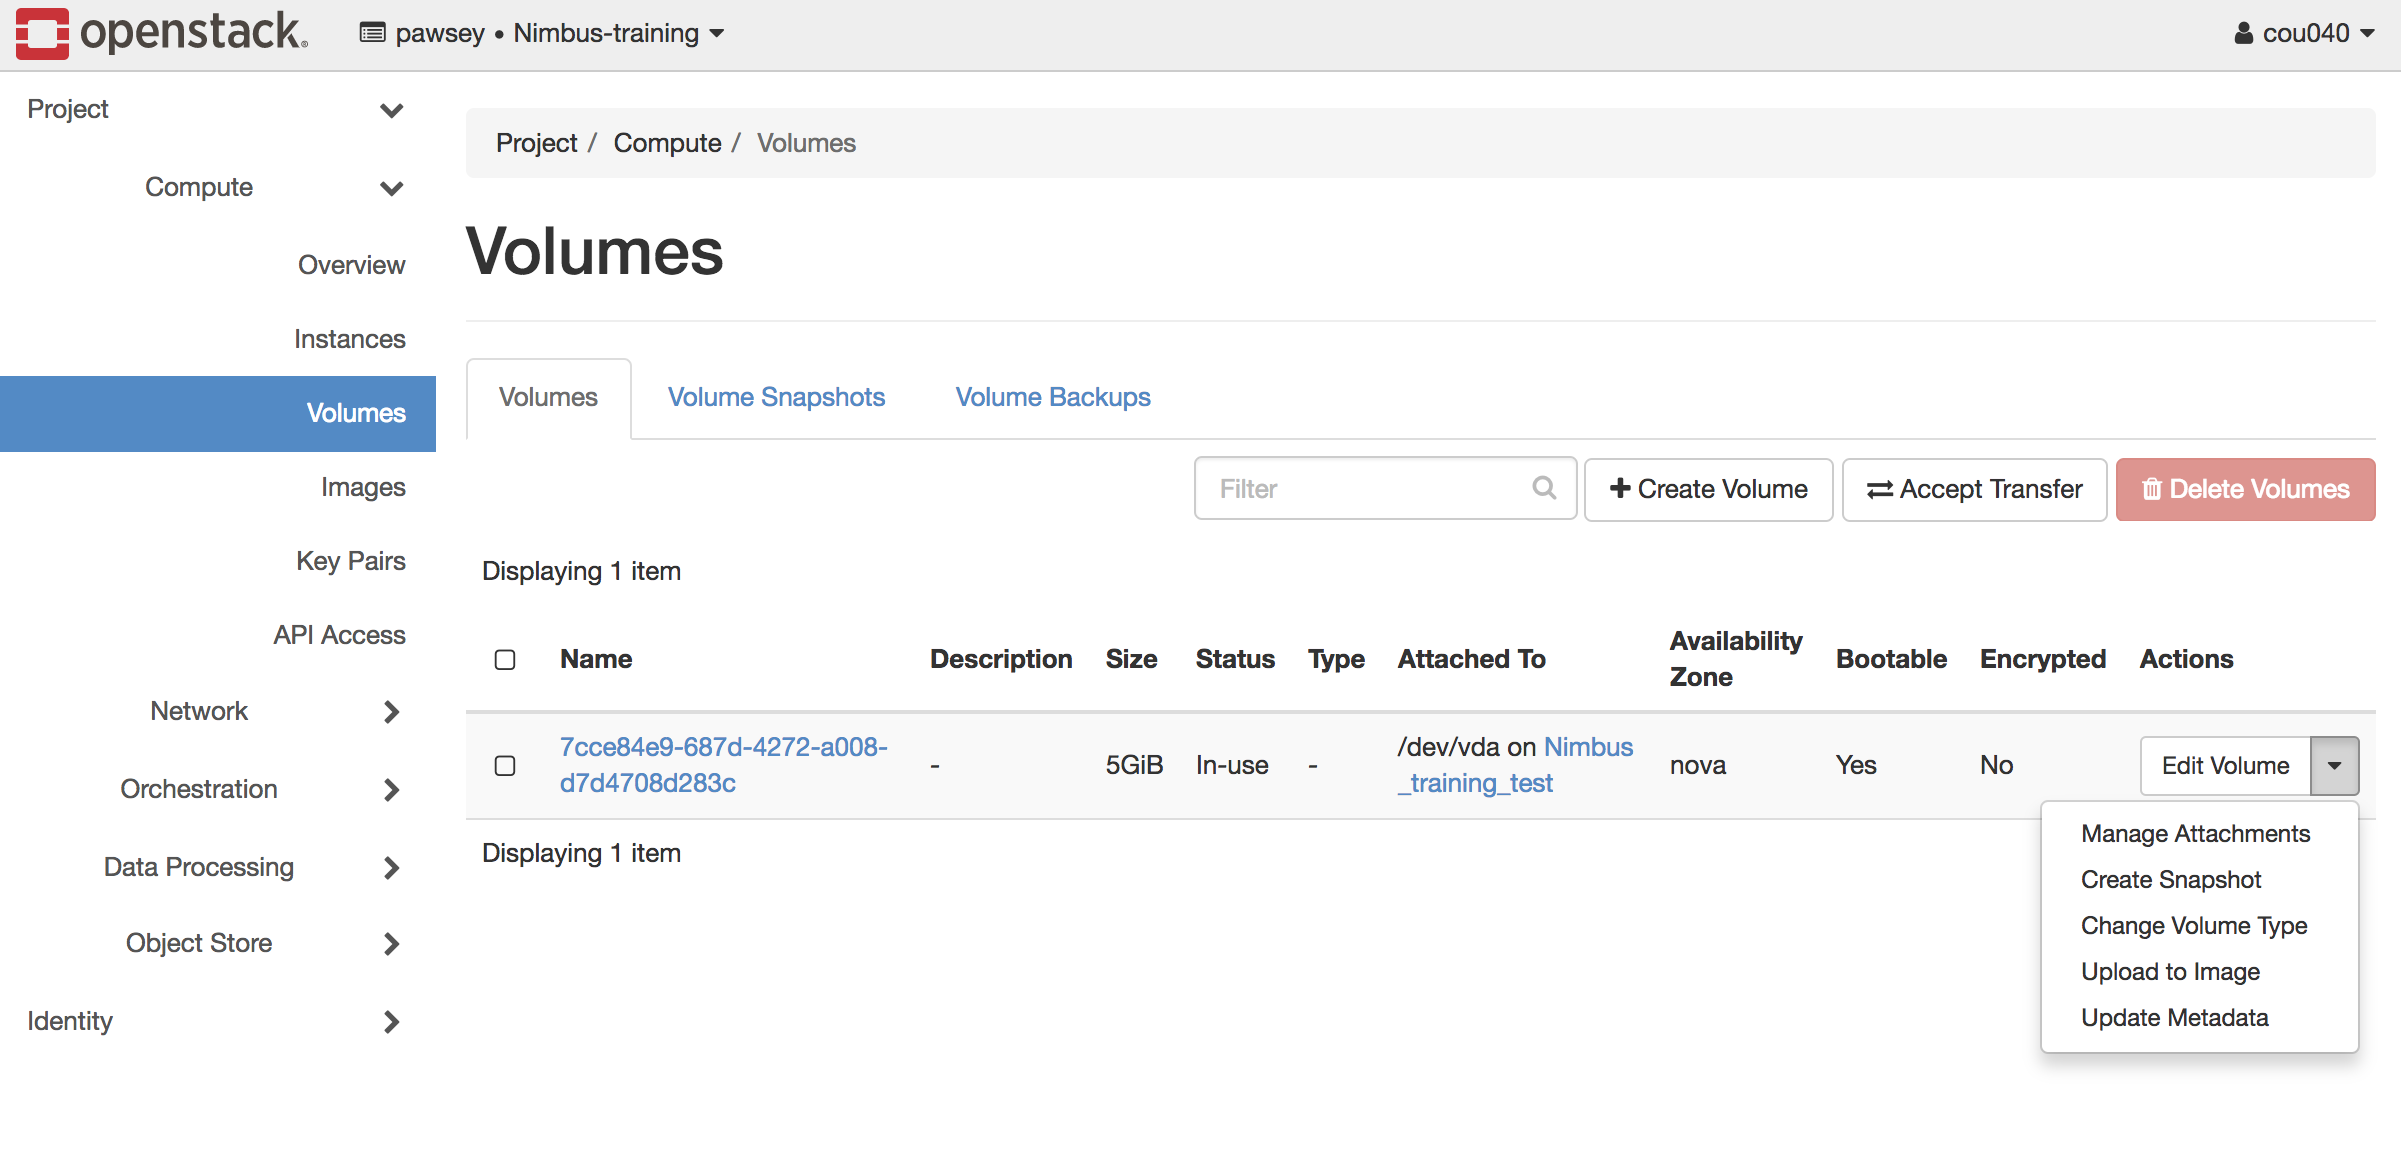 openstack.
pawsey • Nimbus-training
cou040
Project
Compute
Overview
Instances
Volumes
Images
Key Pairs
API Access
Network
Orchestration
Data Processing
Object Store
Identity
Project / Compute / Volumes
Volumes
Volumes Volume Snapshots Volume Backups
Filter
Create Volume
Accept Transfer
Delete Volumes
Displaying 1 item
Name Description Size Status Type Attached To Availability Zone Bootable Encrypted Actions
7cce84e9-687d-4272-a008-
d7d4708d283c
-
5GiB
In-use
-
/dev/vda on Nimbus
_training_test
nova
Yes
No
Edit Volume
Manage Attachments
Create Snapshot
Change Volume Type
Upload to Image
Update Metadata
Displaying 1 item